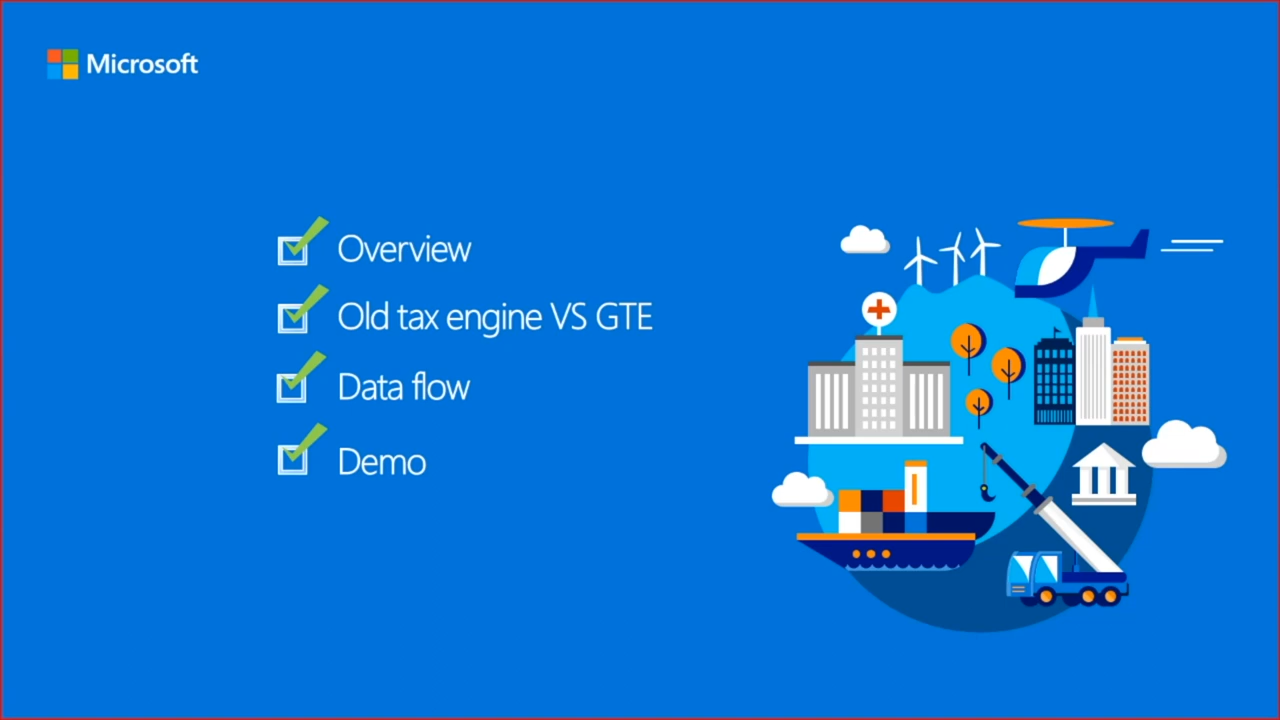 Microsoft
Overview
Old tax engine VS GTE
Data flow
Demo